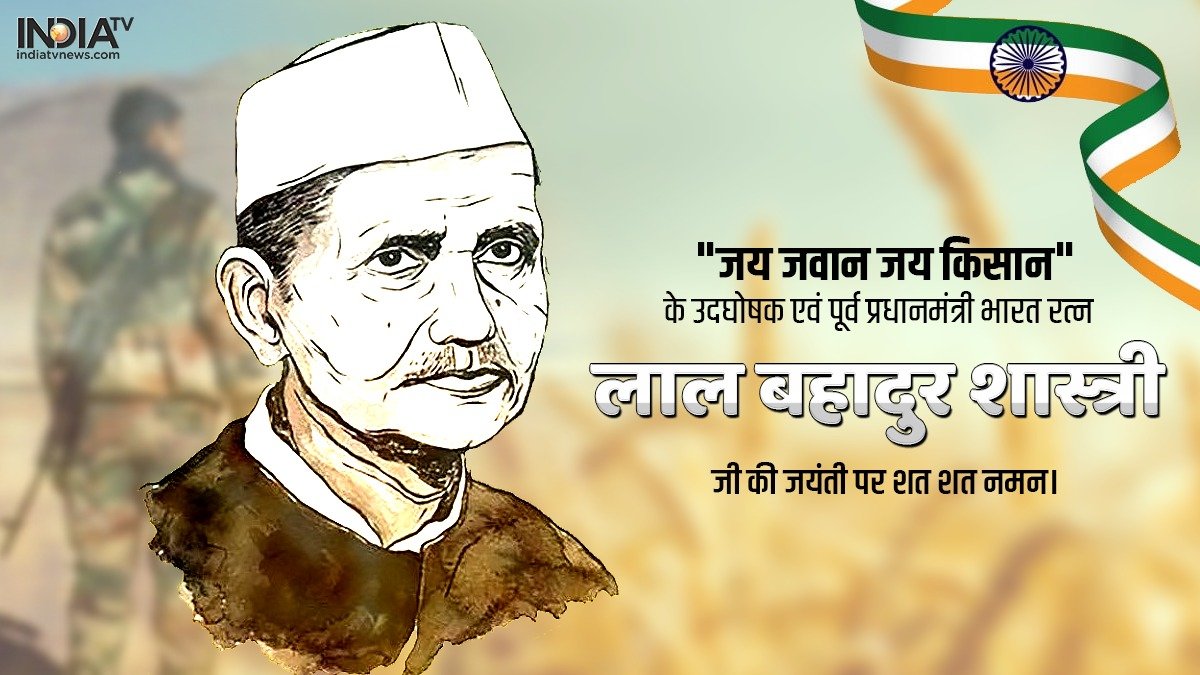 INDIA TV
indiatvnews.com
"जय जवान जय किसान"
के उदघोषक एवं पूर्व प्रधानमंत्री भारत रत्न
लाल बहादुर शास्त्री
जी की जयंती पर शत शत नमन।